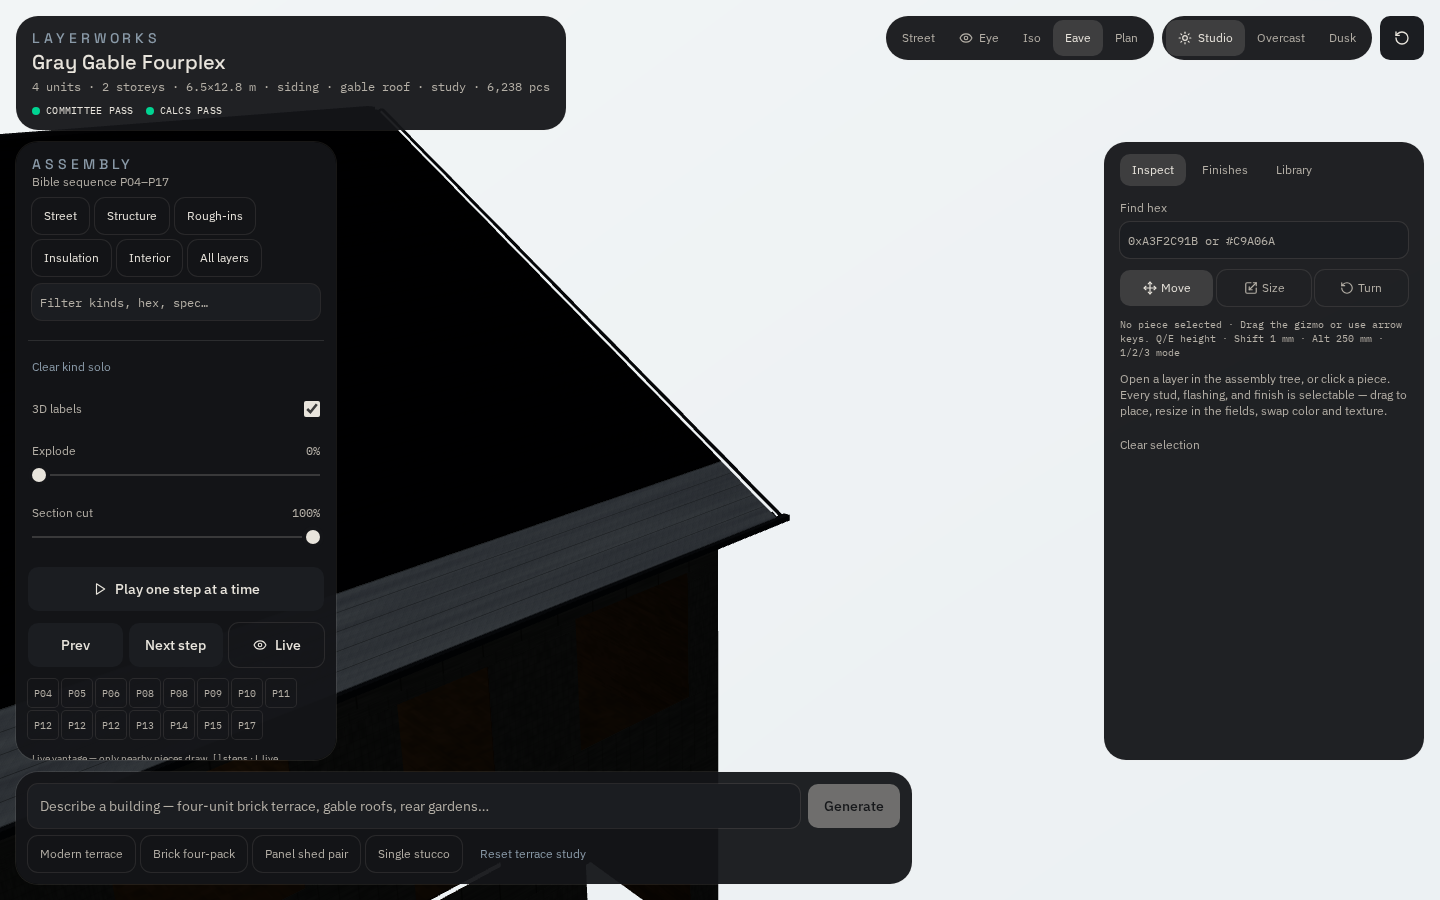 LAYERWORKS
Gray Gable Fourplex
4 units · 2 storeys · 6.5×12.8 m · siding · gable roof · study · 6,238 pcs
COMMITTEE PASS CALCS PASS
Street Eye Iso Eave Plan
Studio Overcast Dusk
ASSEMBLY
Bible sequence P04—P17
Street Structure Rough-ins
Insulation Interior All layers
Filter kinds, hex, spec…
Clear kind solo
3D labels
Explode 0%
Section cut 100%
Play one step at a time
Prev Next step Live
P04 P05 P06 P08 P08 P09 P10 P11
P12 P12 P12 P13 P14 P15 P17
Live vantage — only nearby pieces draw. [ ] steps · L live
Describe a building — four-unit brick terrace, gable roofs, rear gardens…
Generate
Modern terrace Brick four-pack Panel shed pair Single stucco Reset terrace study
Inspect Finishes Library
Find hex
0xA3F2C91B or #C9A06A
Move Size Turn
No piece selected · Drag the gizmo or use arrow
keys. Q/E height · Shift 1 mm · Alt 250 mm ·
1/2/3 mode
Open a layer in the assembly tree, or click a piece.
Every stud, flashing, and finish is selectable — drag to
place, resize in the fields, swap color and texture.
Clear selection